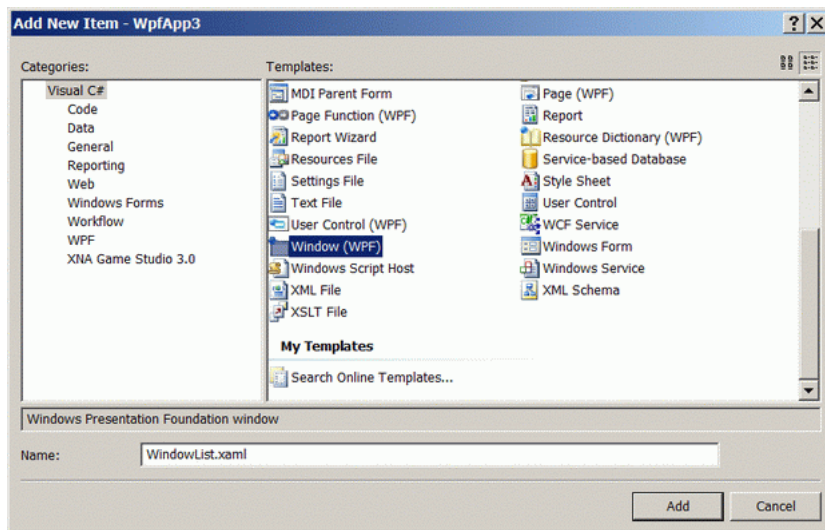 Add New Item - WpfApp3
Categories:
Templates:
Visual C#
Code
Data
General
Reporting
Web
Windows Forms
Workflow
WPF
XNA Game Studio 3.0
MDI Parent Form
Page Function (WPF)
Report Wizard
Resources File
Settings File
Text File
User Control (WPF)
Window (WPF)
Windows Script Host
XML File
XSLT File
Page (WPF)
Report
Resource Dictionary (WPF)
Service-based Database
Style Sheet
User Control
WCF Service
Windows Form
Windows Service
XML Schema
My Templates
Search Online Templates...
Windows Presentation Foundation window
Name:
WindowList.xaml
Add
Cancel